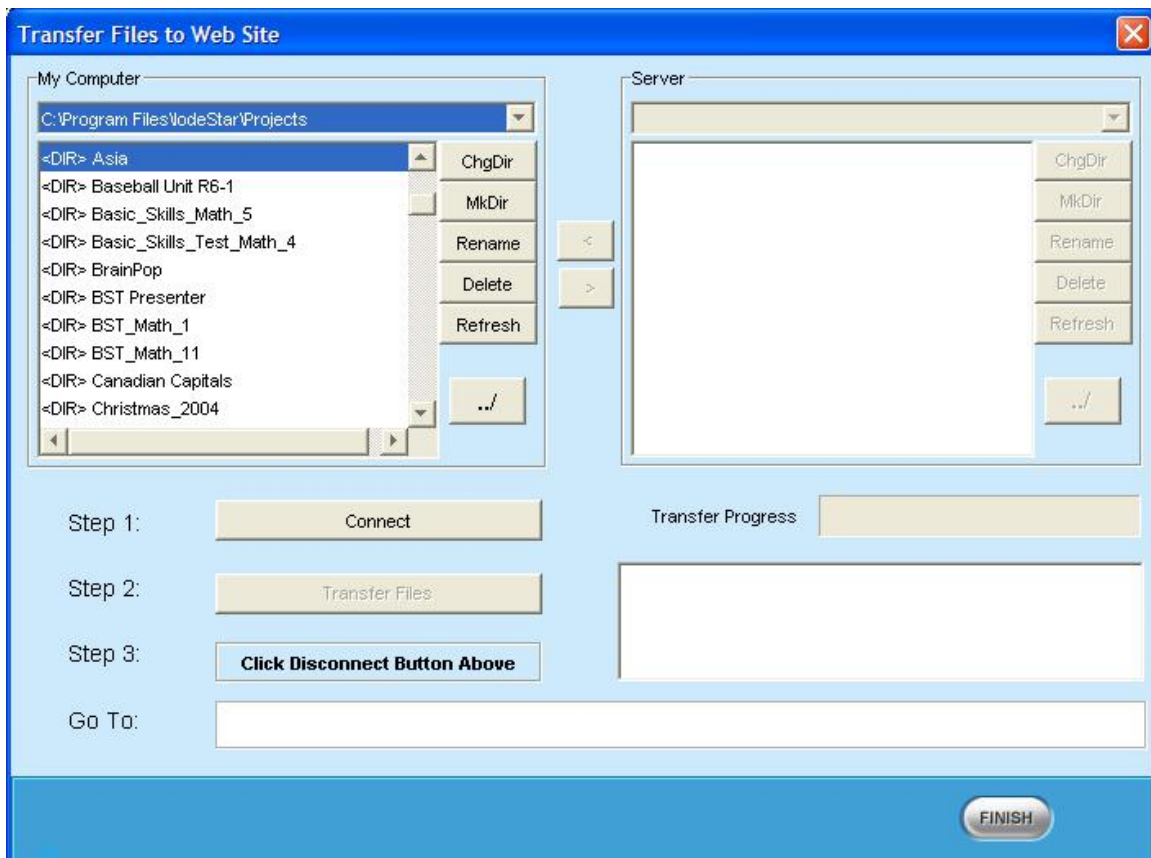 Transfer Files to Web Site
My Computer
C:\Program Files\lodeStar\Projects
<DIR> Asia
<DIR> Baseball Unit R6-1
<DIR> Basic_Skills_Math_5
<DIR> Basic_Skills_Test_Math_4
<DIR> BrainPop
<DIR> BST Presenter
<DIR> BST_Math_1
<DIR> BST_Math_11
<DIR> Canadian Capitals
<DIR> Christmas_2004
ChgDir
MkDir
Rename
Delete
Refresh
../
<
>
Server
ChgDir
MkDir
Rename
Delete
Refresh
../
Step 1:
Connect
Transfer Progress
Step 2:
Transfer Files
Step 3:
Click Disconnect Button Above
Go To:
FINISH